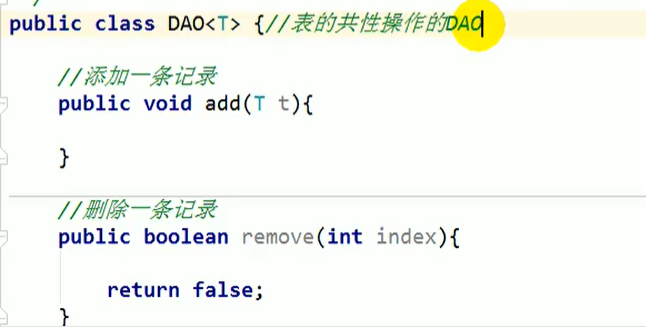 public class DAO<T> {//表的共性操作的DAO
//添加一条记录
public void add(T t){
}
//删除一条记录
public boolean remove(int index){
return false;
}